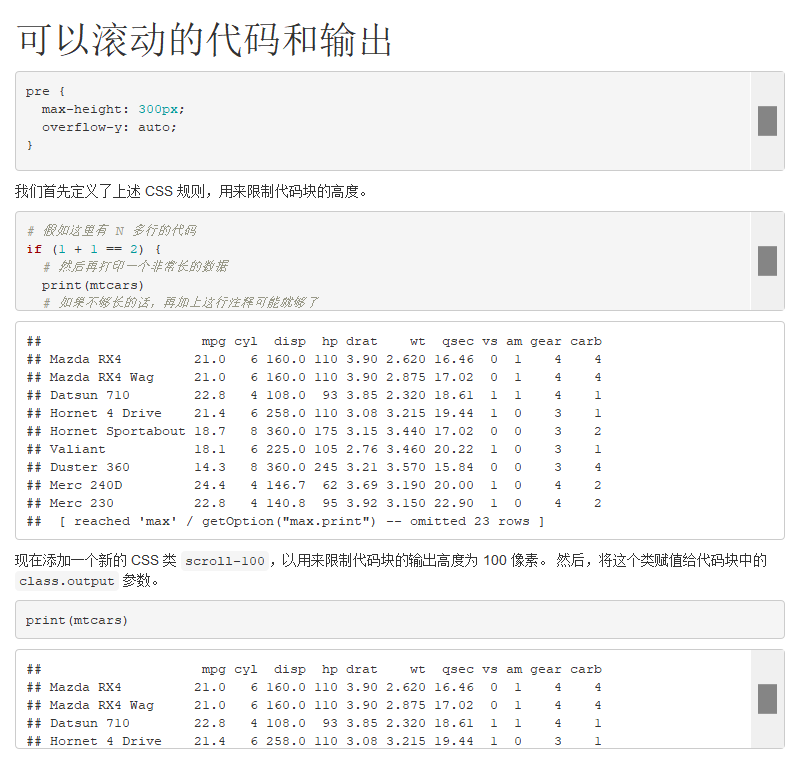 可以滚动的代码和输出
pre {
  max-height: 300px;
  overflow-y: auto;
}
我们首先定义了上述 CSS 规则，用来限制代码块的高度。
# 假如这里有 N 多行的代码
if (1 + 1 == 2) {
  # 然后再打印一个非常长的数据
  print(mtcars)
  # 如果不够长的话，再加上这行注释可能就够了
##                    mpg cyl  disp  hp drat    wt  qsec vs am gear carb
## Mazda RX4         21.0   6 160.0 110 3.90 2.620 16.46  0  1    4    4
## Mazda RX4 Wag     21.0   6 160.0 110 3.90 2.875 17.02  0  1    4    4
## Datsun 710        22.8   4 108.0  93 3.85 2.320 18.61  1  1    4    1
## Hornet 4 Drive    21.4   6 258.0 110 3.08 3.215 19.44  1  0    3    1
## Hornet Sportabout 18.7   8 360.0 175 3.15 3.440 17.02  0  0    3    2
## Valiant           18.1   6 225.0 105 2.76 3.460 20.22  1  0    3    1
## Duster 360        14.3   8 360.0 245 3.21 3.570 15.84  0  0    3    4
## Merc 240D         24.4   4 146.7  62 3.69 3.190 20.00  1  0    4    2
## Merc 230          22.8   4 140.8  95 3.92 3.150 22.90  1  0    4    2
##  [ reached 'max' / getOption("max.print") -- omitted 23 rows ]
现在添加一个新的 CSS 类 scroll-100，以用来限制代码块的输出高度为 100 像素。 然后，将这个类赋值给代码块中的
class.output 参数。
print(mtcars)
##                    mpg cyl  disp  hp drat    wt  qsec vs am gear carb
## Mazda RX4         21.0   6 160.0 110 3.90 2.620 16.46  0  1    4    4
## Mazda RX4 Wag     21.0   6 160.0 110 3.90 2.875 17.02  0  1    4    4
## Datsun 710        22.8   4 108.0  93 3.85 2.320 18.61  1  1    4    1
## Hornet 4 Drive    21.4   6 258.0 110 3.08 3.215 19.44  1  0    3    1